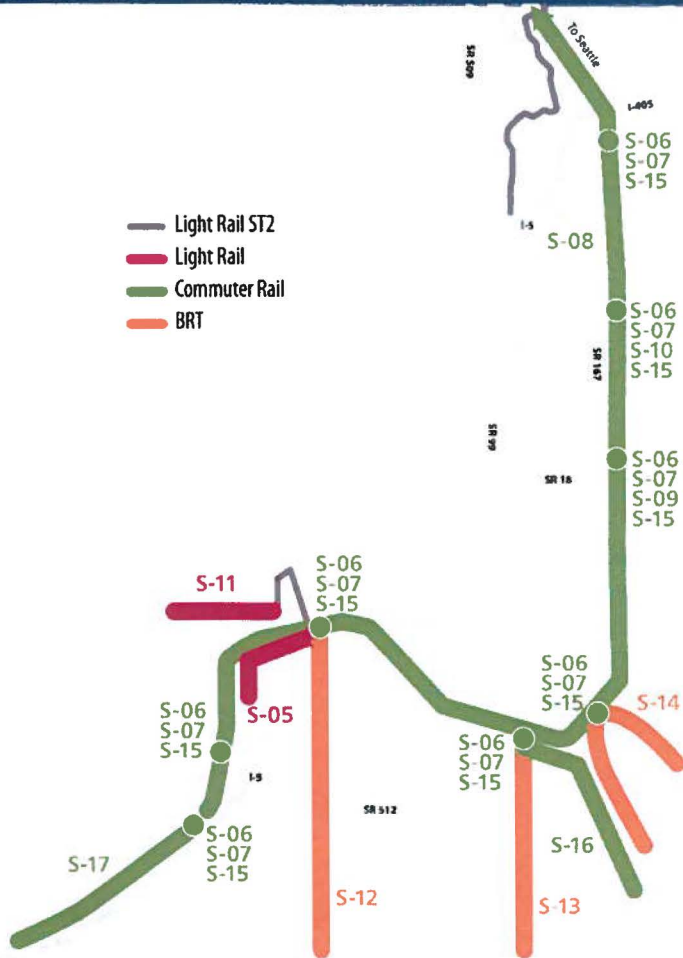 To Seattle
SR 509
I-405
S-06
S-07
S-15
I-5
S-08
Light Rail ST2
Light Rail
Commuter Rail
BRT
S-06
S-07
S-10
S-15
SR 167
SR 99
S-06
S-07
S-09
S-15
SR 18
S-11
S-06
S-07
S-15
S-05
S-06
S-07
S-15
S-14
S-06
S-07
S-15
S-06
S-07
S-15
I-5
SR 512
S-06
S-07
S-15
S-16
S-17
S-12
S-13